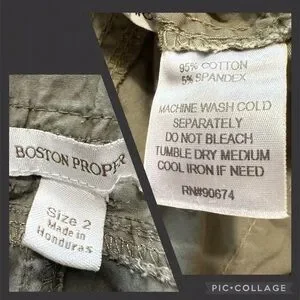 BOSTON PROPER
Size 2
Made in
Honduras
95% COTTON
5% SPANDEX
MACHINE WASH COLD
SEPARATELY
DO NOT BLEACH
TUMBLE DRY MEDIUM
COOL IRON IF NEED
RN#90674
PIC•COLLAGE